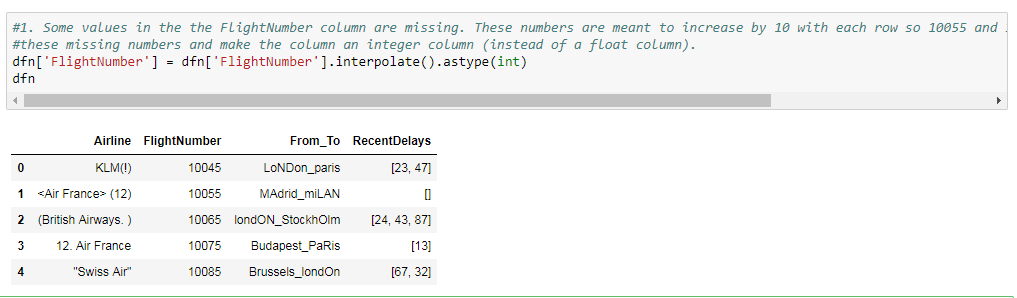 #1. Some values in the the FlightNumber column are missing. These numbers are meant to increase by 10 with each row so 10055 and
#these missing numbers and make the column an integer column (instead of a float column).
dfn['FlightNumber'] = dfn['FlightNumber'].interpolate().astype(int)
dfn
Airline FlightNumber From_To RecentDelays
0 KLM(!) 10045 LoNDon_paris [23, 47]
1 <Air France> (12) 10055 MAdrid_miLAN []
2 (British Airways. ) 10065 londON_StockhOlm [24, 43, 87]
3 12. Air France 10075 Budapest_PaRis [13]
4 "Swiss Air" 10085 Brussels_londOn [67, 32]